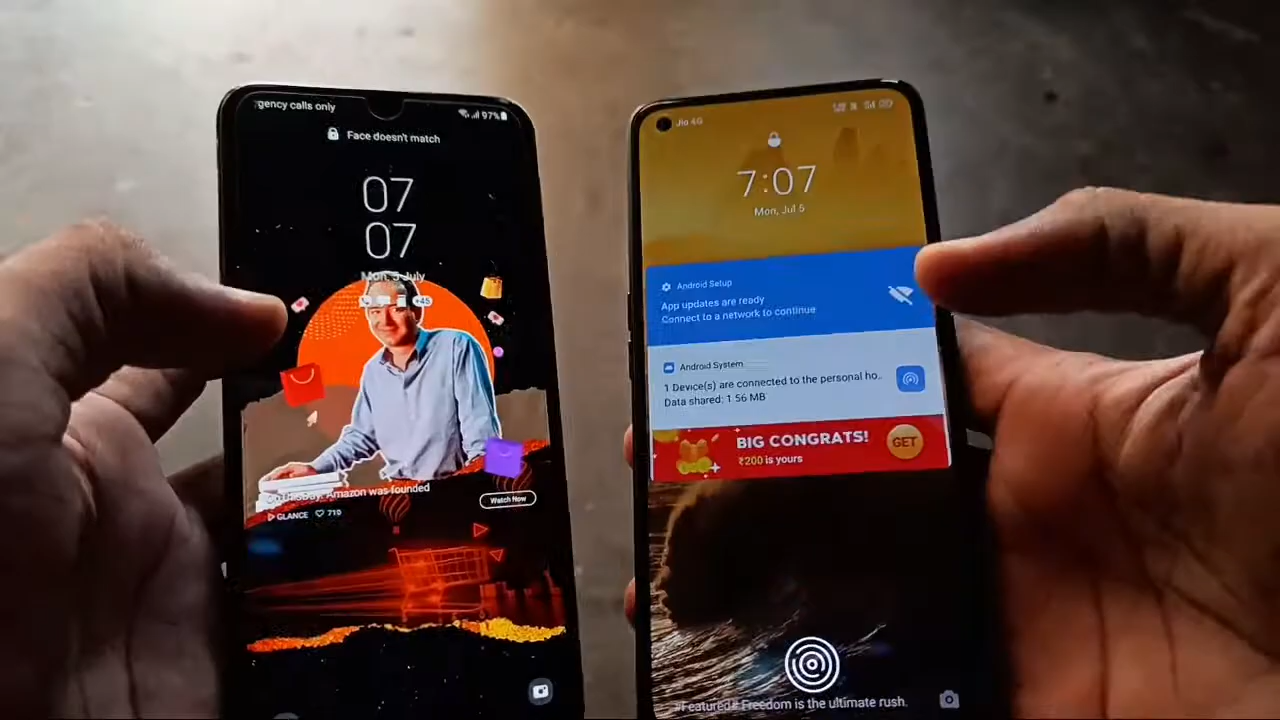 gency calls only
97%
Face doesn't match
07
07
Mon, 5 July
+45
Amazon was founded
Watch Now
GLANCE
710
Jio 4G
7:07
Mon, Jul 5
Android Setup
App updates are ready
Connect to a network to continue
Android System
1 Device(s) are connected to the personal ho..
Data shared: 1.56 MB
BIG CONGRATS!
₹200 is yours
GET
#Featured# Freedom is the ultimate rush.